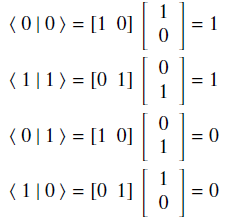 ⟨ 0 | 0 ⟩ = [1 0] [ 1 0 ] = 1
⟨ 1 | 1 ⟩ = [0 1] [ 0 1 ] = 1
⟨ 0 | 1 ⟩ = [1 0] [ 0 1 ] = 0
⟨ 1 | 0 ⟩ = [0 1] [ 1 0 ] = 0